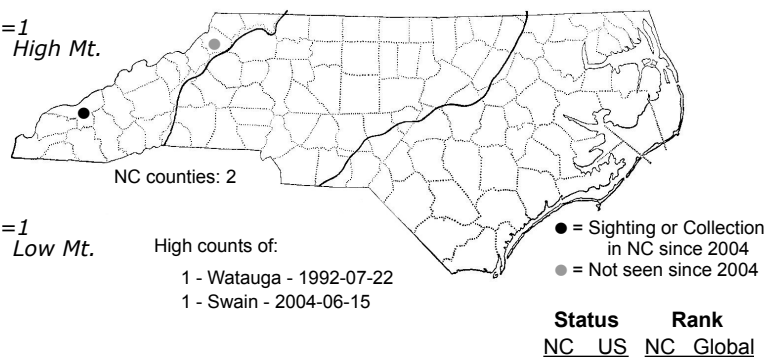 =1
High Mt.
NC counties: 2
=1
Low Mt.
High counts of:
1 - Watauga - 1992-07-22
1 - Swain - 2004-06-15
● = Sighting or Collection
in NC since 2004
● = Not seen since 2004
Status Rank
NC US NC Global